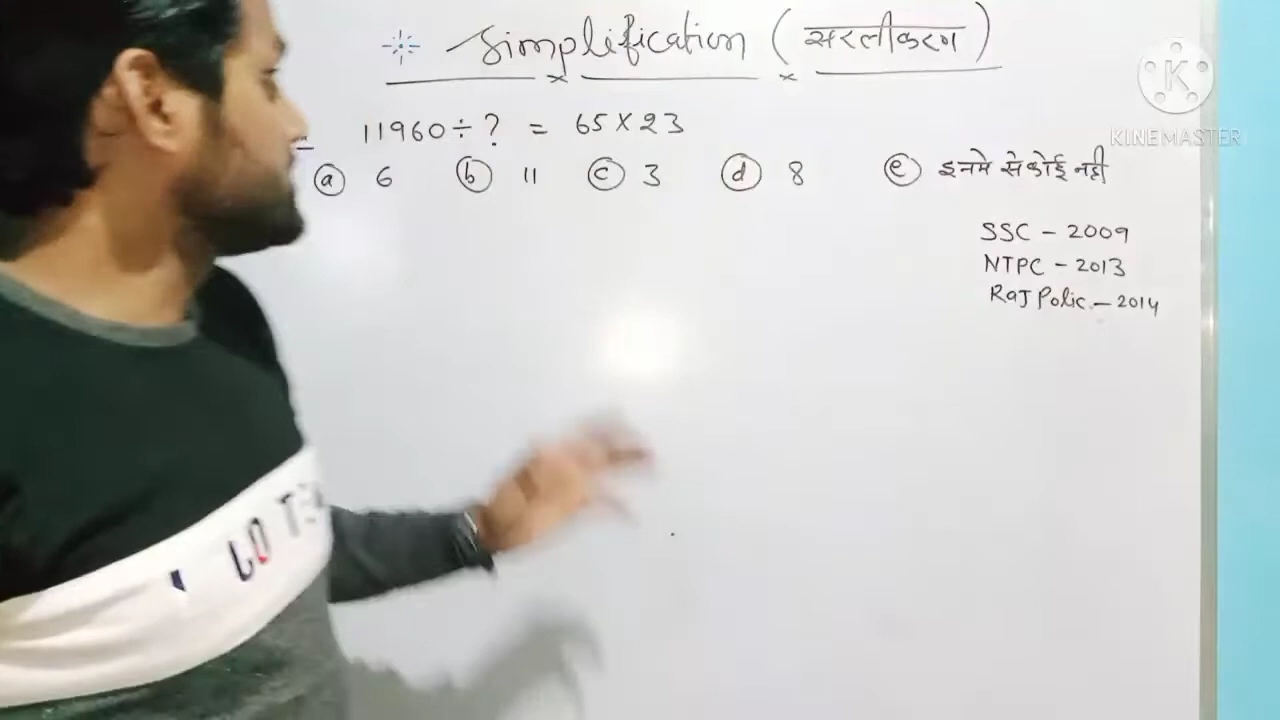 Simplification (सरलीकरण)
11960 ÷ ? = 65 X 23
(a) 6 (b) 11 (c) 3 (d) 8 (e) इनमे से कोई नही
SSC - 2009
NTPC - 2013
Raj Polic - 2014
K
KINEMASTER